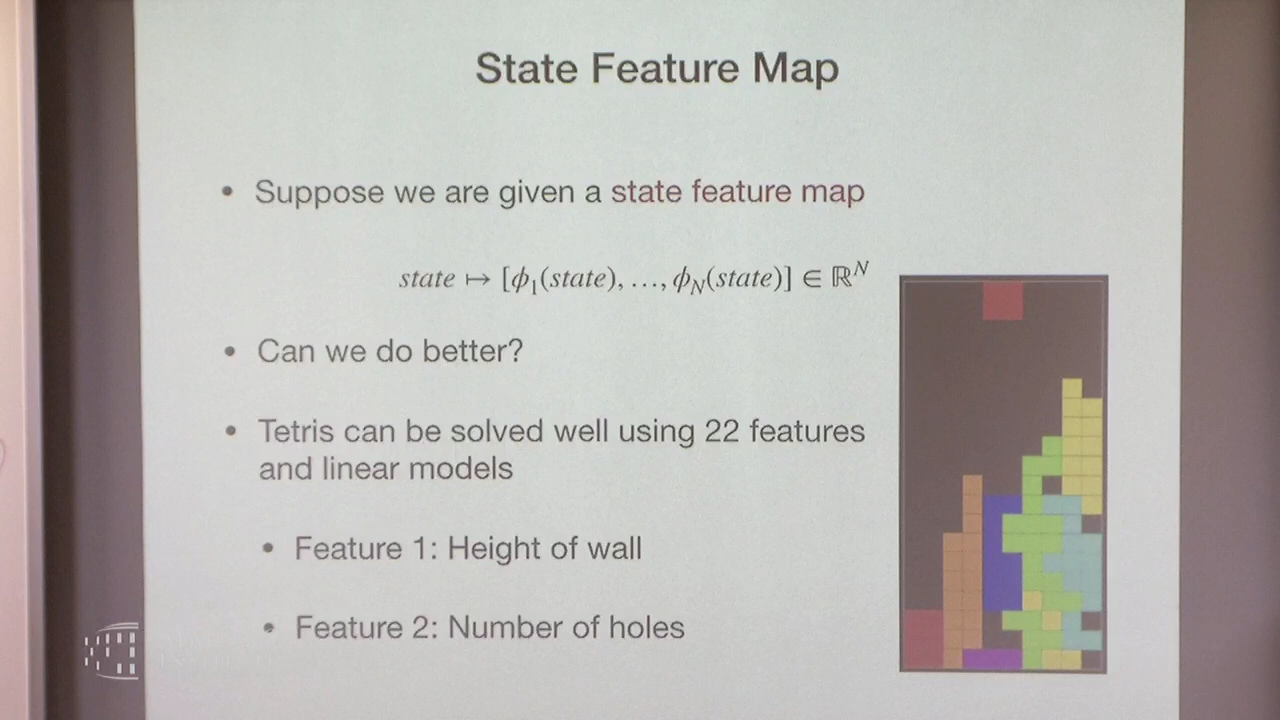 State Feature Map
• Suppose we are given a state feature map
state ↦ [ϕ₁(state), …, ϕ_N(state)] ∈ ℝ^N
• Can we do better?
• Tetris can be solved well using 22 features
and linear models
• Feature 1: Height of wall
• Feature 2: Number of holes